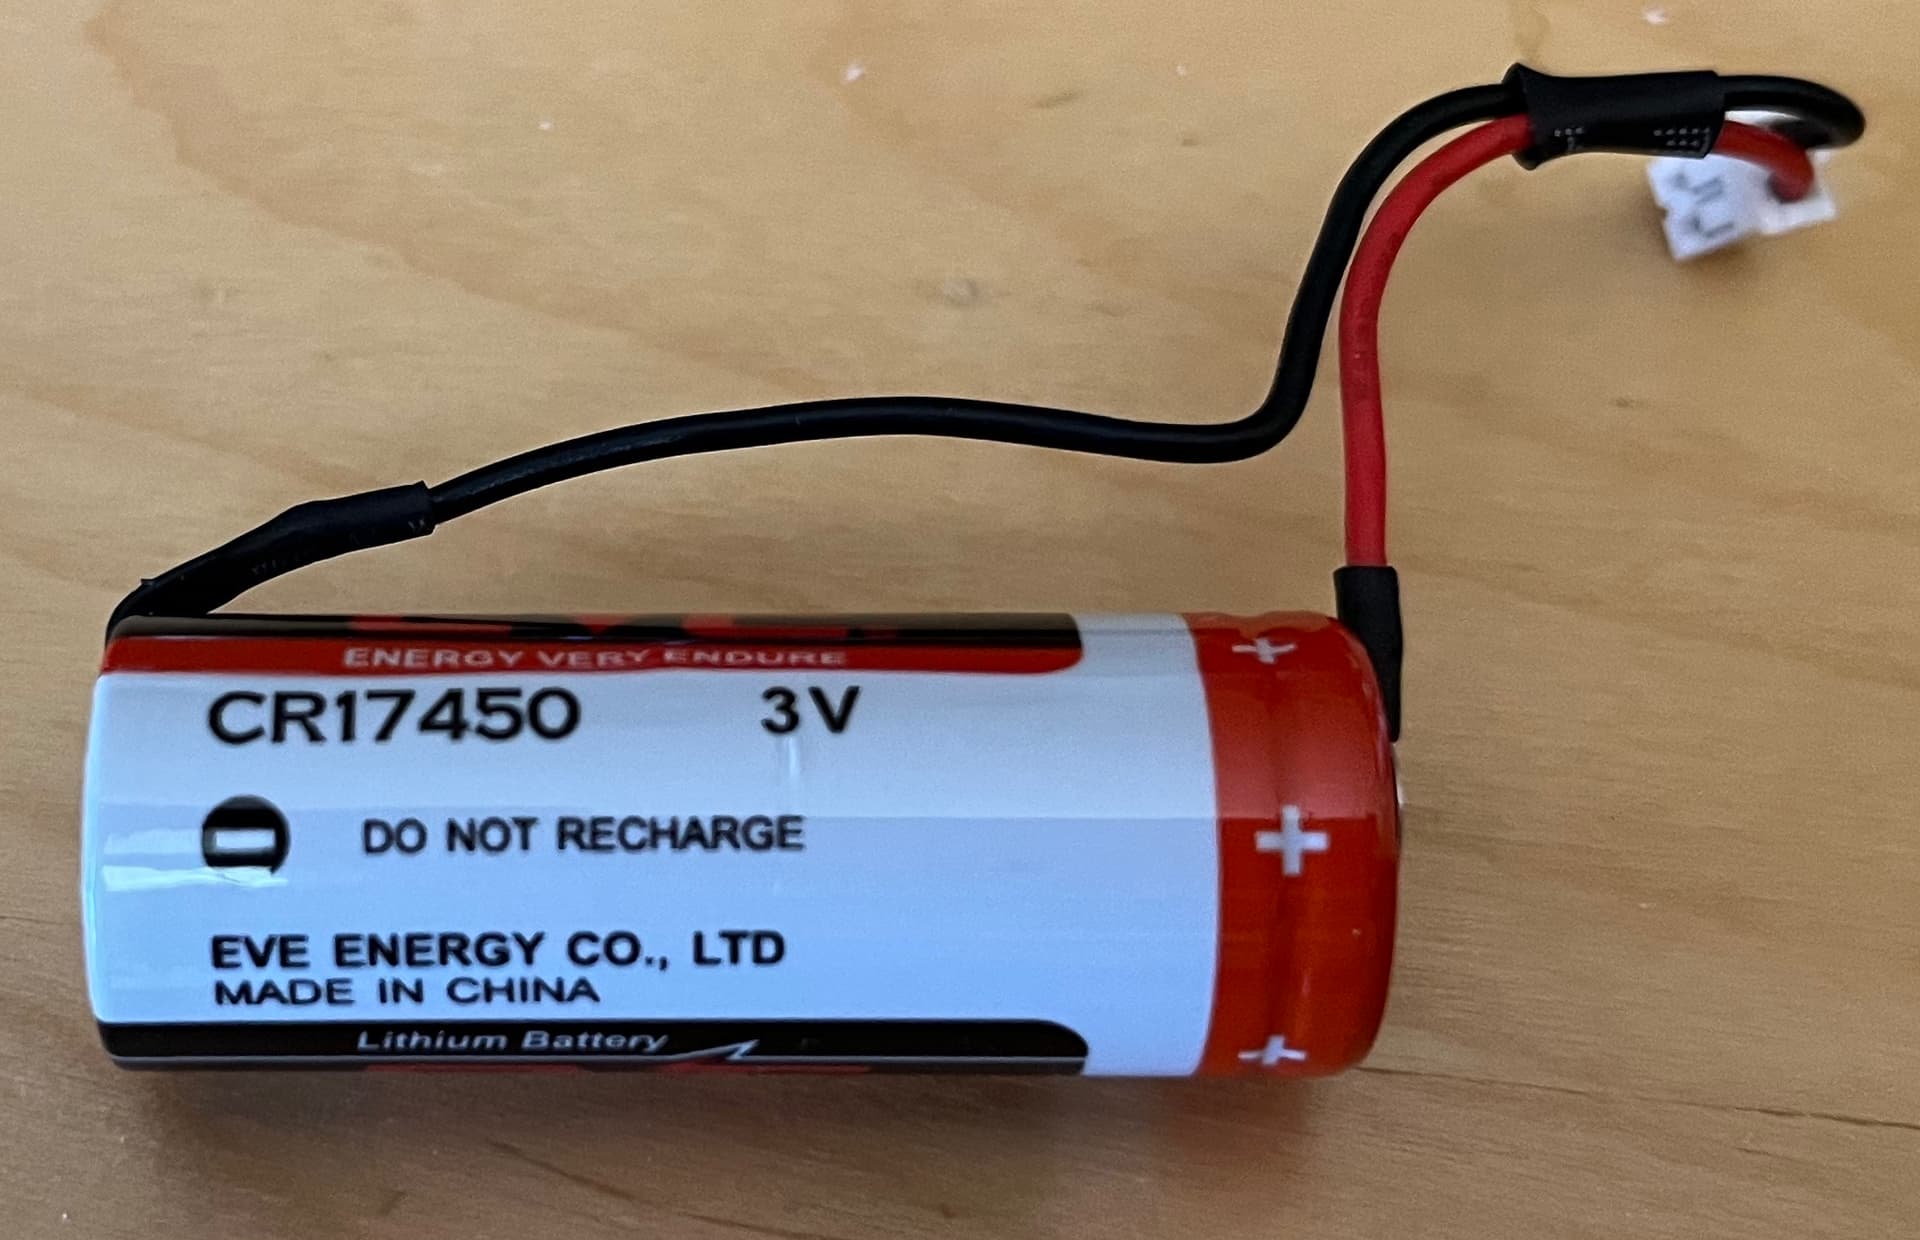 ENERGY VERY ENDURE
CR17450 3V
DO NOT RECHARGE
EVE ENERGY CO., LTD
MADE IN CHINA
Lithium Battery